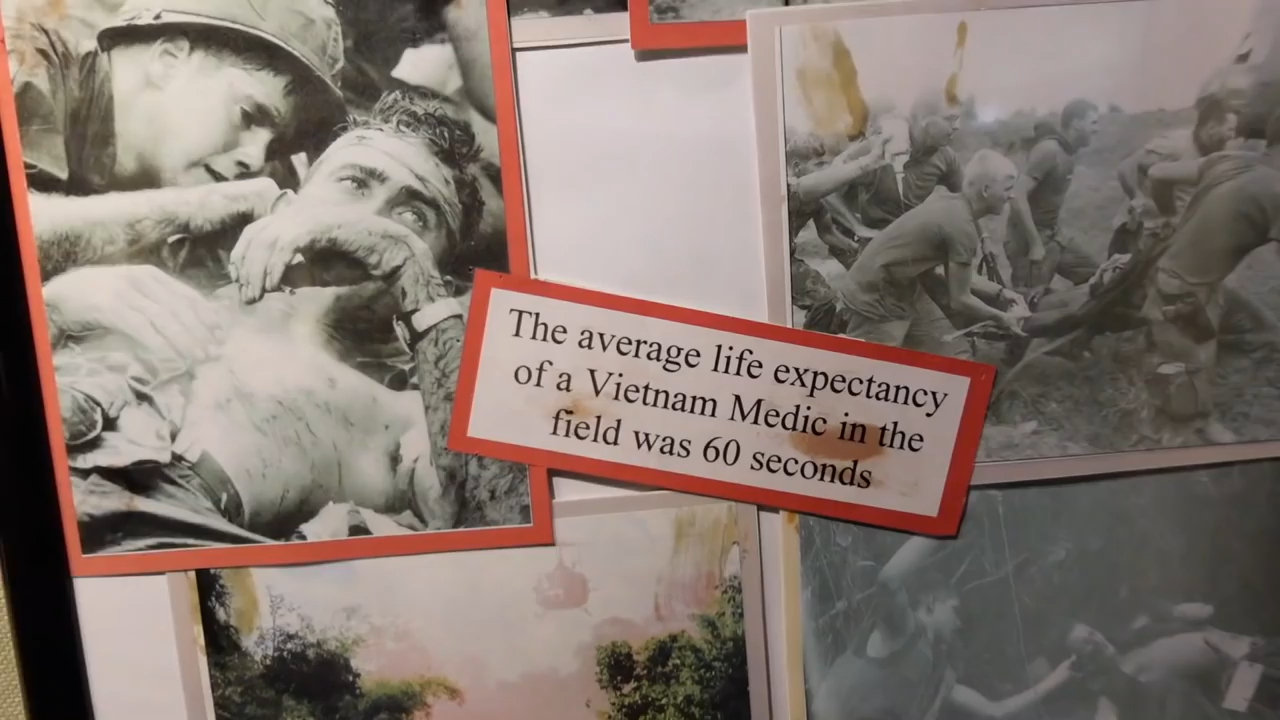 The average life expectancy
of a Vietnam Medic in the
field was 60 seconds